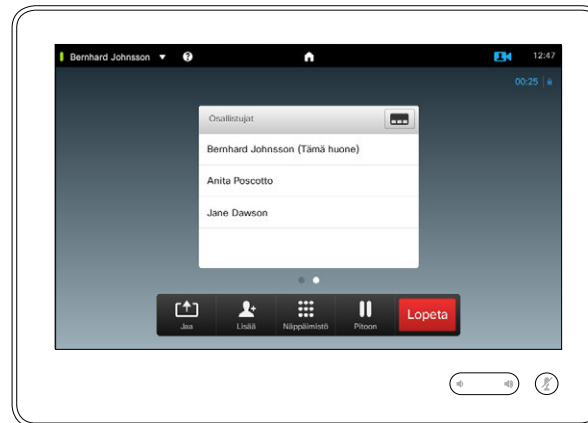 Bernhard Johnsson
?
12:47
00:25
Osallistujat
Bernhard Johnsson (Tämä huone)
Anita Poscotto
Jane Dawson
Jaa
Lisää
Näppäimistö
Pitoon
Lopeta